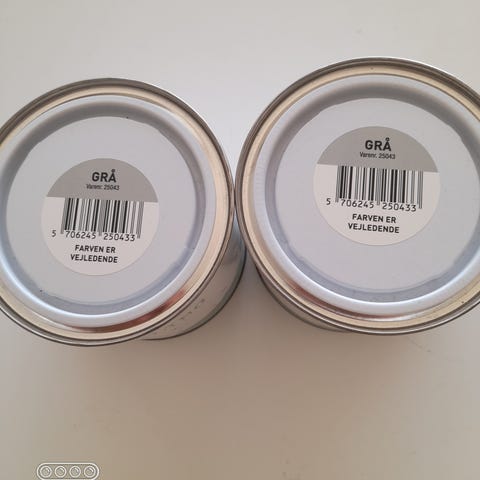 GRÅ
Varenr. 25043
5 706245 250433
FARVEN ER
VEJLEDENDE
GRÅ
Varenr. 25043
5 706245 250433
FARVEN ER
VEJLEDENDE